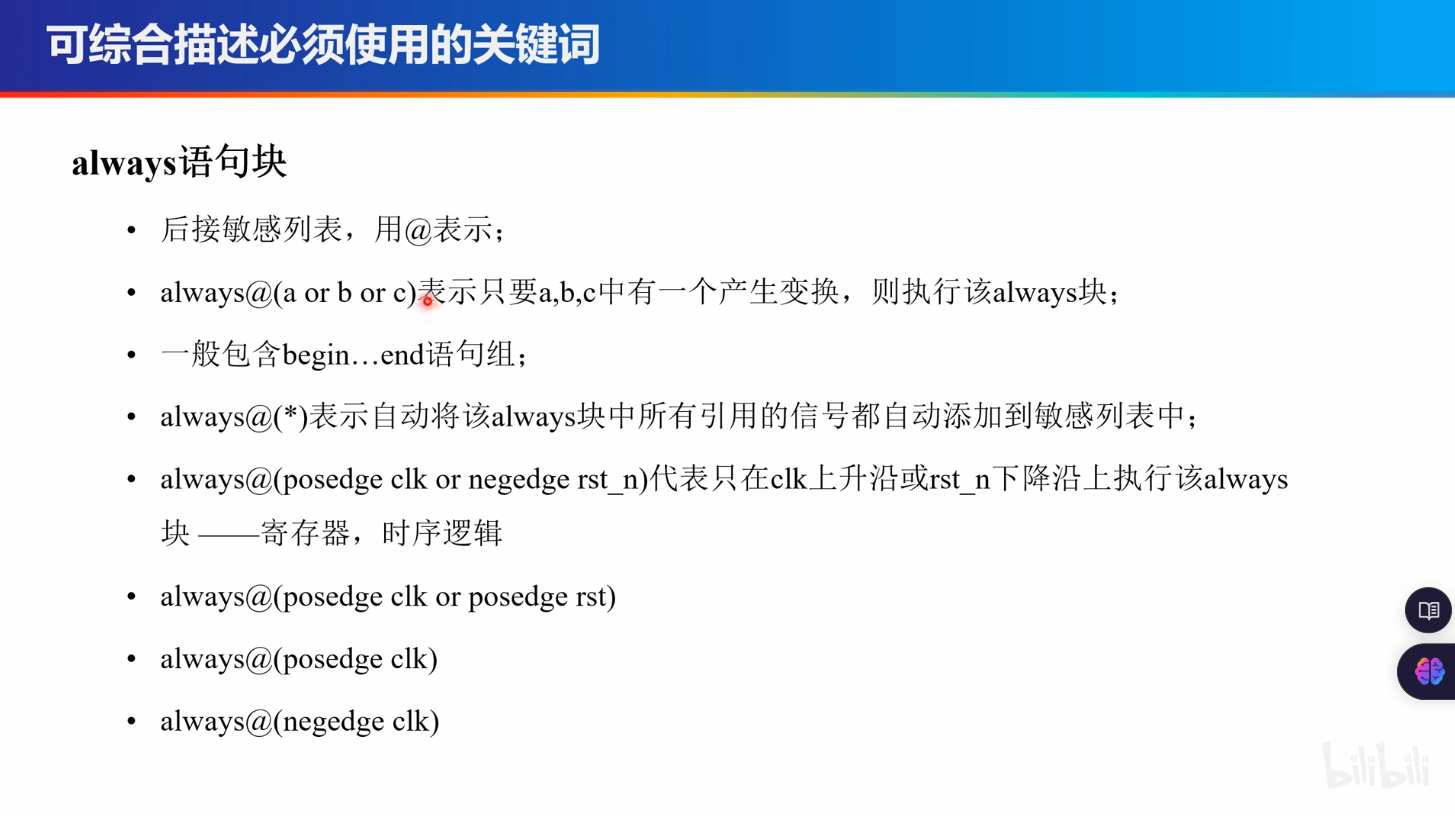 可综合描述必须使用的关键词
always语句块
• 后接敏感列表，用@表示；
• always@(a or b or c)表示只要a,b,c中有一个产生变换，则执行该always块；
• 一般包含begin…end语句组；
• always@(*)表示自动将该always块中所有引用的信号都自动添加到敏感列表中；
• always@(posedge clk or negedge rst_n)代表只在clk上升沿或rst_n下降沿上执行该always
块 ——寄存器，时序逻辑
• always@(posedge clk or posedge rst)
• always@(posedge clk)
• always@(negedge clk)
bilibili